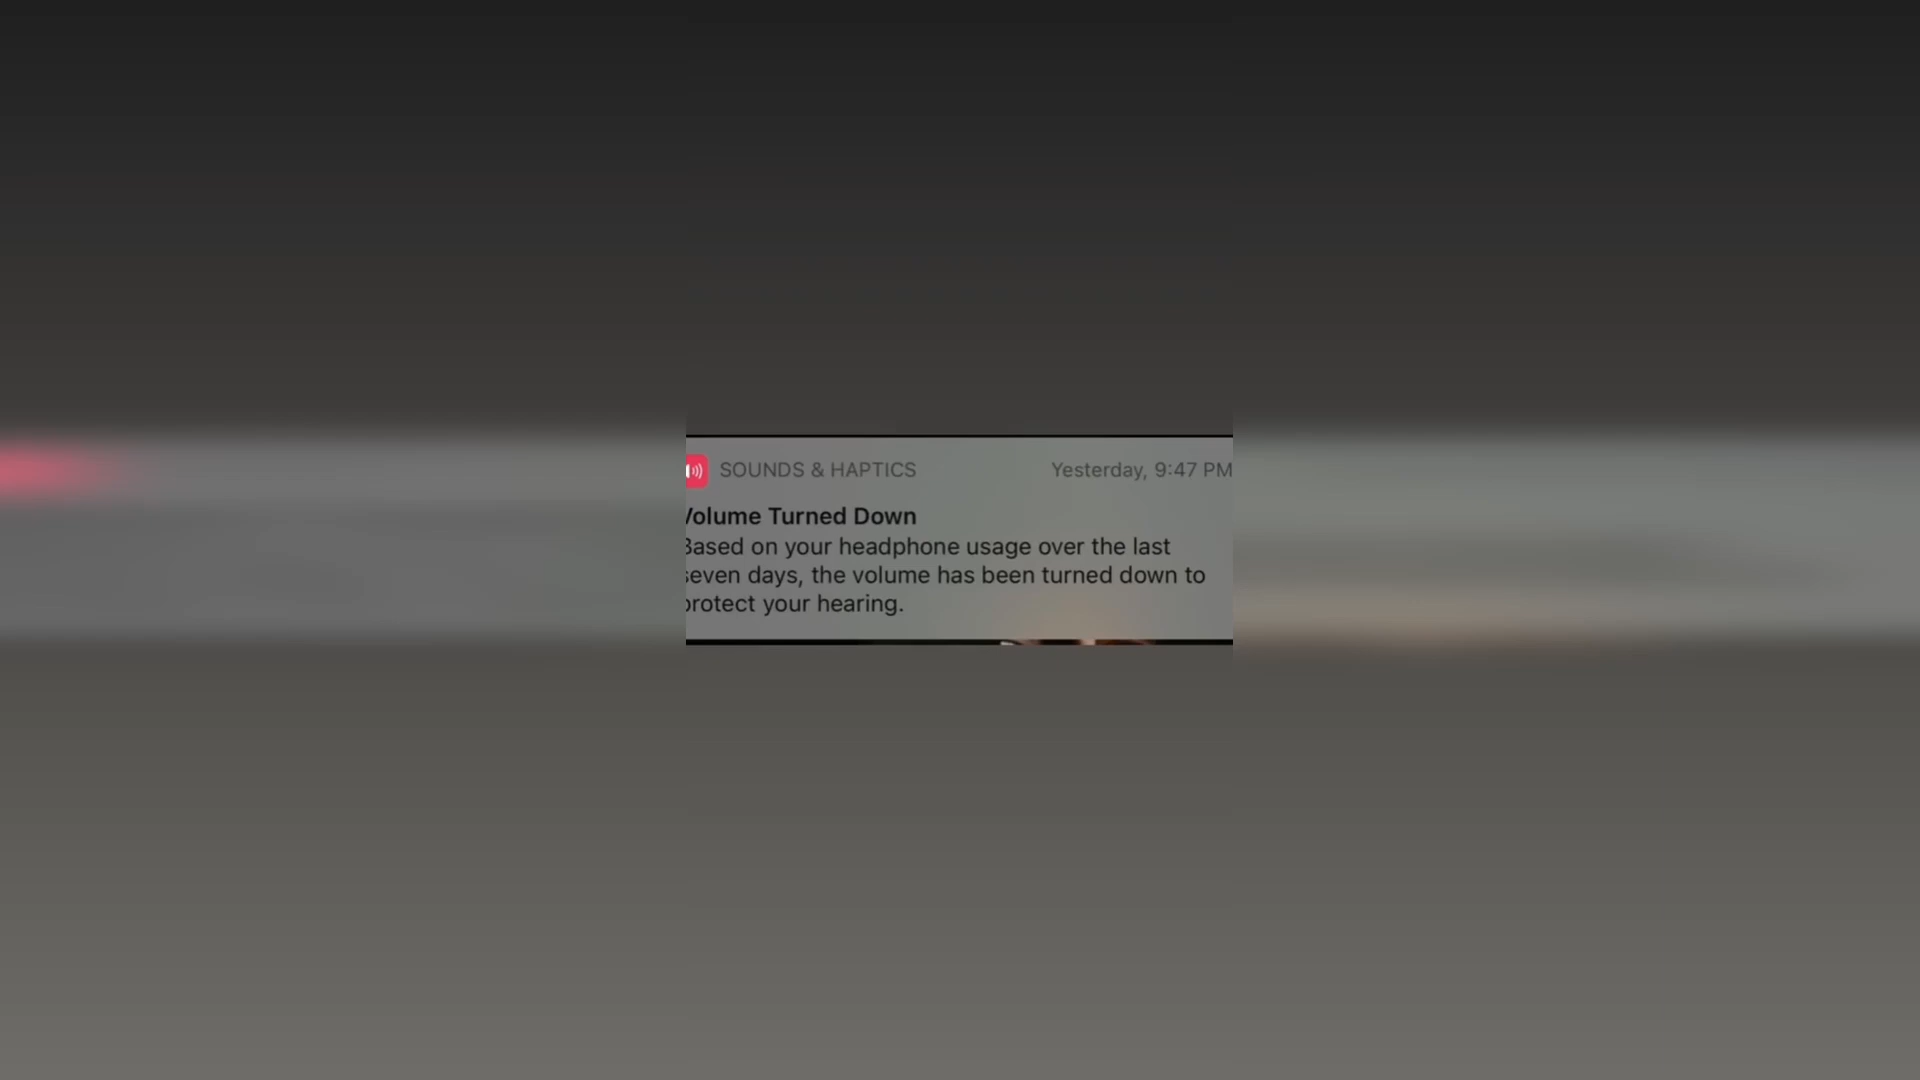 SOUNDS & HAPTICS Yesterday, 9:47 PM
Volume Turned Down
Based on your headphone usage over the last
seven days, the volume has been turned down to
protect your hearing.